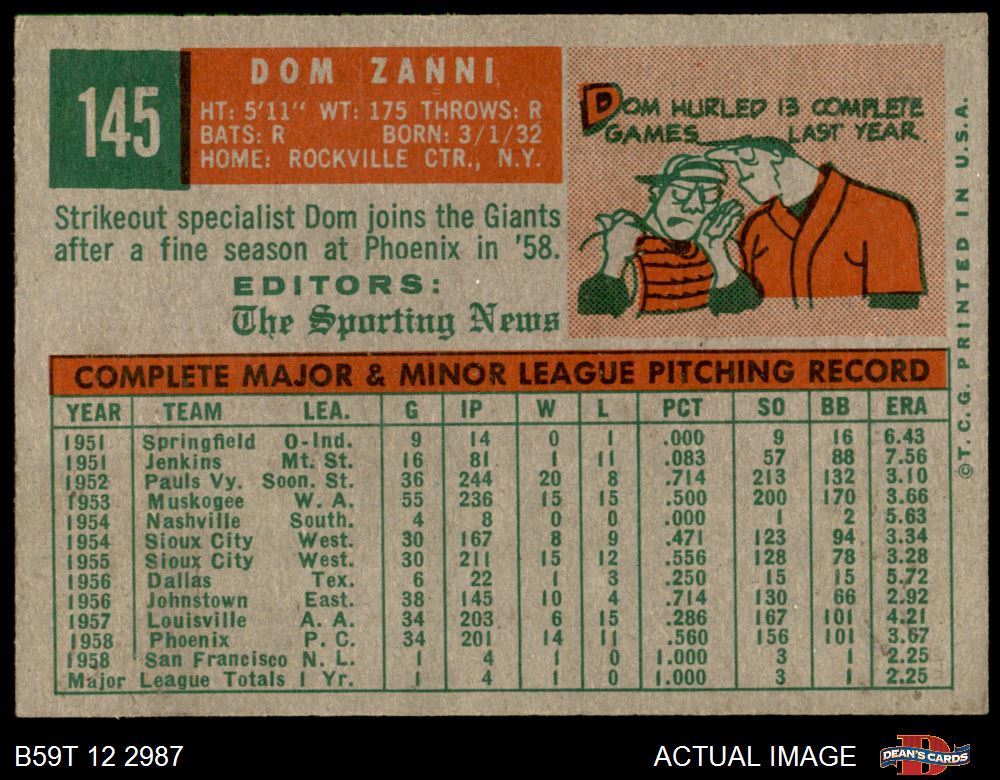 145
DOM ZANNI
HT: 5'11" WT: 175 THROWS: R
BATS: R BORN: 3/1/32
HOME: ROCKVILLE CTR., N.Y.
Strikeout specialist Dom joins the Giants
after a fine season at Phoenix in '58.
EDITORS:
The Sporting News
DOM HURLED 13 COMPLETE
GAMES LAST YEAR.
©T.C.G. PRINTED IN U.S.A.
COMPLETE MAJOR & MINOR LEAGUE PITCHING RECORD
YEAR TEAM LEA. G IP W L PCT SO BB ERA
1951 Springfield O-Ind. 9 14 0 1 .000 9 16 6.43
1951 Jenkins Mt. St. 16 81 1 11 .083 57 88 7.56
1952 Pauls Vy. Soon. St. 36 244 20 8 .714 213 132 3.10
1953 Muskogee W. A. 55 236 15 15 .500 200 170 3.66
1954 Nashville South. 4 8 0 0 .000 1 2 5.63
1954 Sioux City West. 30 167 8 9 .471 123 94 3.34
1955 Sioux City West. 30 211 15 12 .556 128 78 3.28
1956 Dallas Tex. 6 22 1 3 .250 15 15 5.72
1956 Johnstown East. 38 145 10 4 .714 130 66 2.92
1957 Louisville A. A. 34 203 6 15 .286 167 101 4.21
1958 Phoenix P. C. 34 201 14 11 .560 156 101 3.67
1958 San Francisco N. L. 1 4 1 0 1.000 3 1 2.25
Major League Totals 1 Yr. 1 4 1 0 1.000 3 1 2.25
B59T 12 2987
ACTUAL IMAGE
DEAN'S CARDS